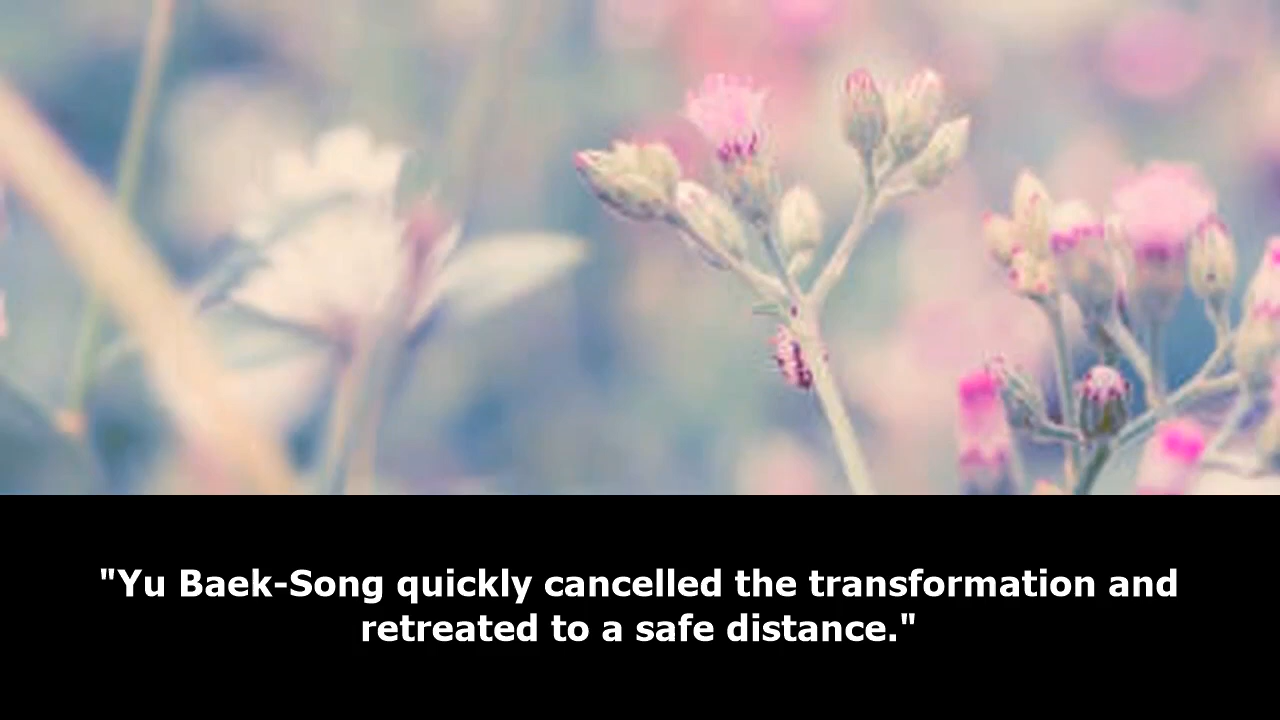 "Yu Baek-Song quickly cancelled the transformation and
retreated to a safe distance."